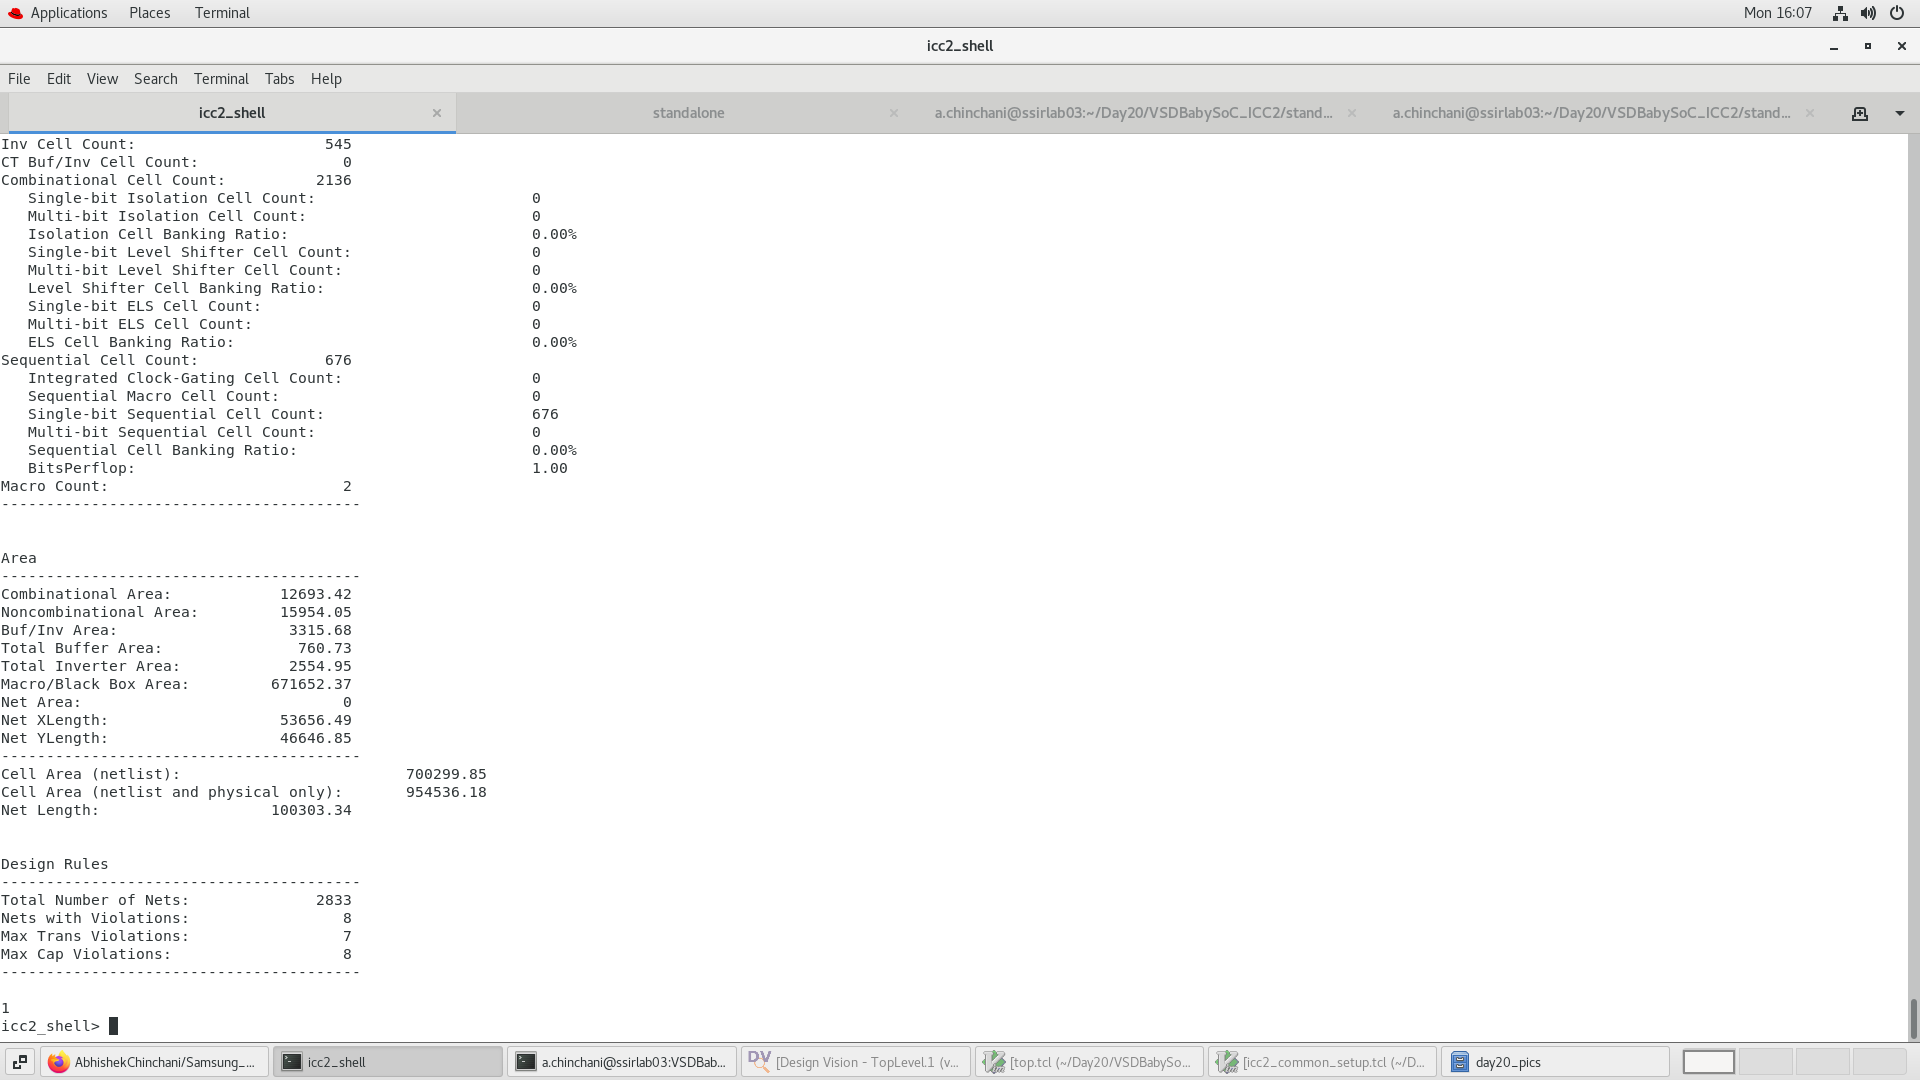 Applications Places Terminal Mon 16:07
icc2_shell
File Edit View Search Terminal Tabs Help
icc2_shell × standalone × a.chinchani@ssirlab03:~/Day20/VSDBabySoC_ICC2/stand... × a.chinchani@ssirlab03:~/Day20/VSDBabySoC_ICC2/stand... ×
Inv Cell Count: 545
CT Buf/Inv Cell Count: 0
Combinational Cell Count: 2136
Single-bit Isolation Cell Count: 0
Multi-bit Isolation Cell Count: 0
Isolation Cell Banking Ratio: 0.00%
Single-bit Level Shifter Cell Count: 0
Multi-bit Level Shifter Cell Count: 0
Level Shifter Cell Banking Ratio: 0.00%
Single-bit ELS Cell Count: 0
Multi-bit ELS Cell Count: 0
ELS Cell Banking Ratio: 0.00%
Sequential Cell Count: 676
Integrated Clock-Gating Cell Count: 0
Sequential Macro Cell Count: 0
Single-bit Sequential Cell Count: 676
Multi-bit Sequential Cell Count: 0
Sequential Cell Banking Ratio: 0.00%
BitsPerflop: 1.00
Macro Count: 2
----------------------------------------
Area
----------------------------------------
Combinational Area: 12693.42
Noncombinational Area: 15954.05
Buf/Inv Area: 3315.68
Total Buffer Area: 760.73
Total Inverter Area: 2554.95
Macro/Black Box Area: 671652.37
Net Area: 0
Net XLength: 53656.49
Net YLength: 46646.85
----------------------------------------
Cell Area (netlist): 700299.85
Cell Area (netlist and physical only): 954536.18
Net Length: 100303.34
Design Rules
----------------------------------------
Total Number of Nets: 2833
Nets with Violations: 8
Max Trans Violations: 7
Max Cap Violations: 8
----------------------------------------
1
icc2_shell>
AbhishekChinchani/Samsung_... icc2_shell a.chinchani@ssirlab03:VSDBab... DV [Design Vision - TopLevel.1 (v... [top.tcl (~/Day20/VSDBabySo... [icc2_common_setup.tcl (~/D... day20_pics